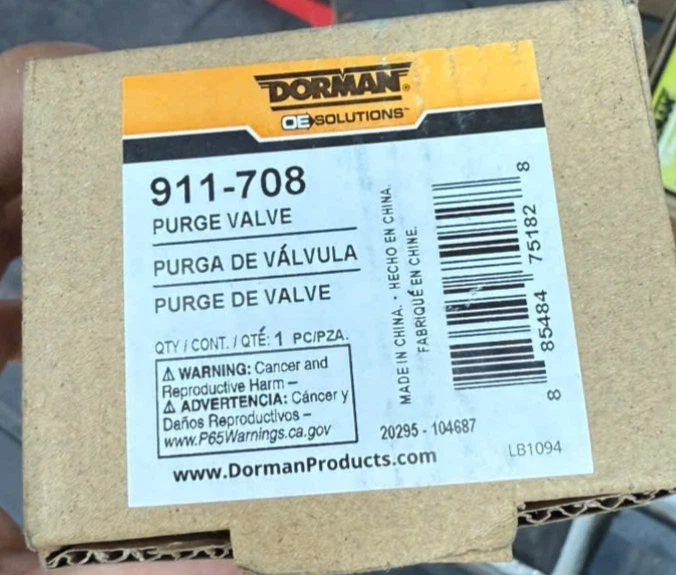 DORMAN®
OE SOLUTIONS™
911-708
PURGE VALVE
PURGA DE VÁLVULA
PURGE DE VALVE
QTY / CONT. / QTÉ: 1 PC/PZA.
⚠ WARNING: Cancer and
Reproductive Harm –
⚠ ADVERTENCIA: Cáncer y
Daños Reproductivos –
www.P65Warnings.ca.gov
www.DormanProducts.com
MADE IN CHINA. · HECHO EN CHINA.
FABRIQUÉ EN CHINE.
8 85484 75182 8
20295 - 104687
LB1094